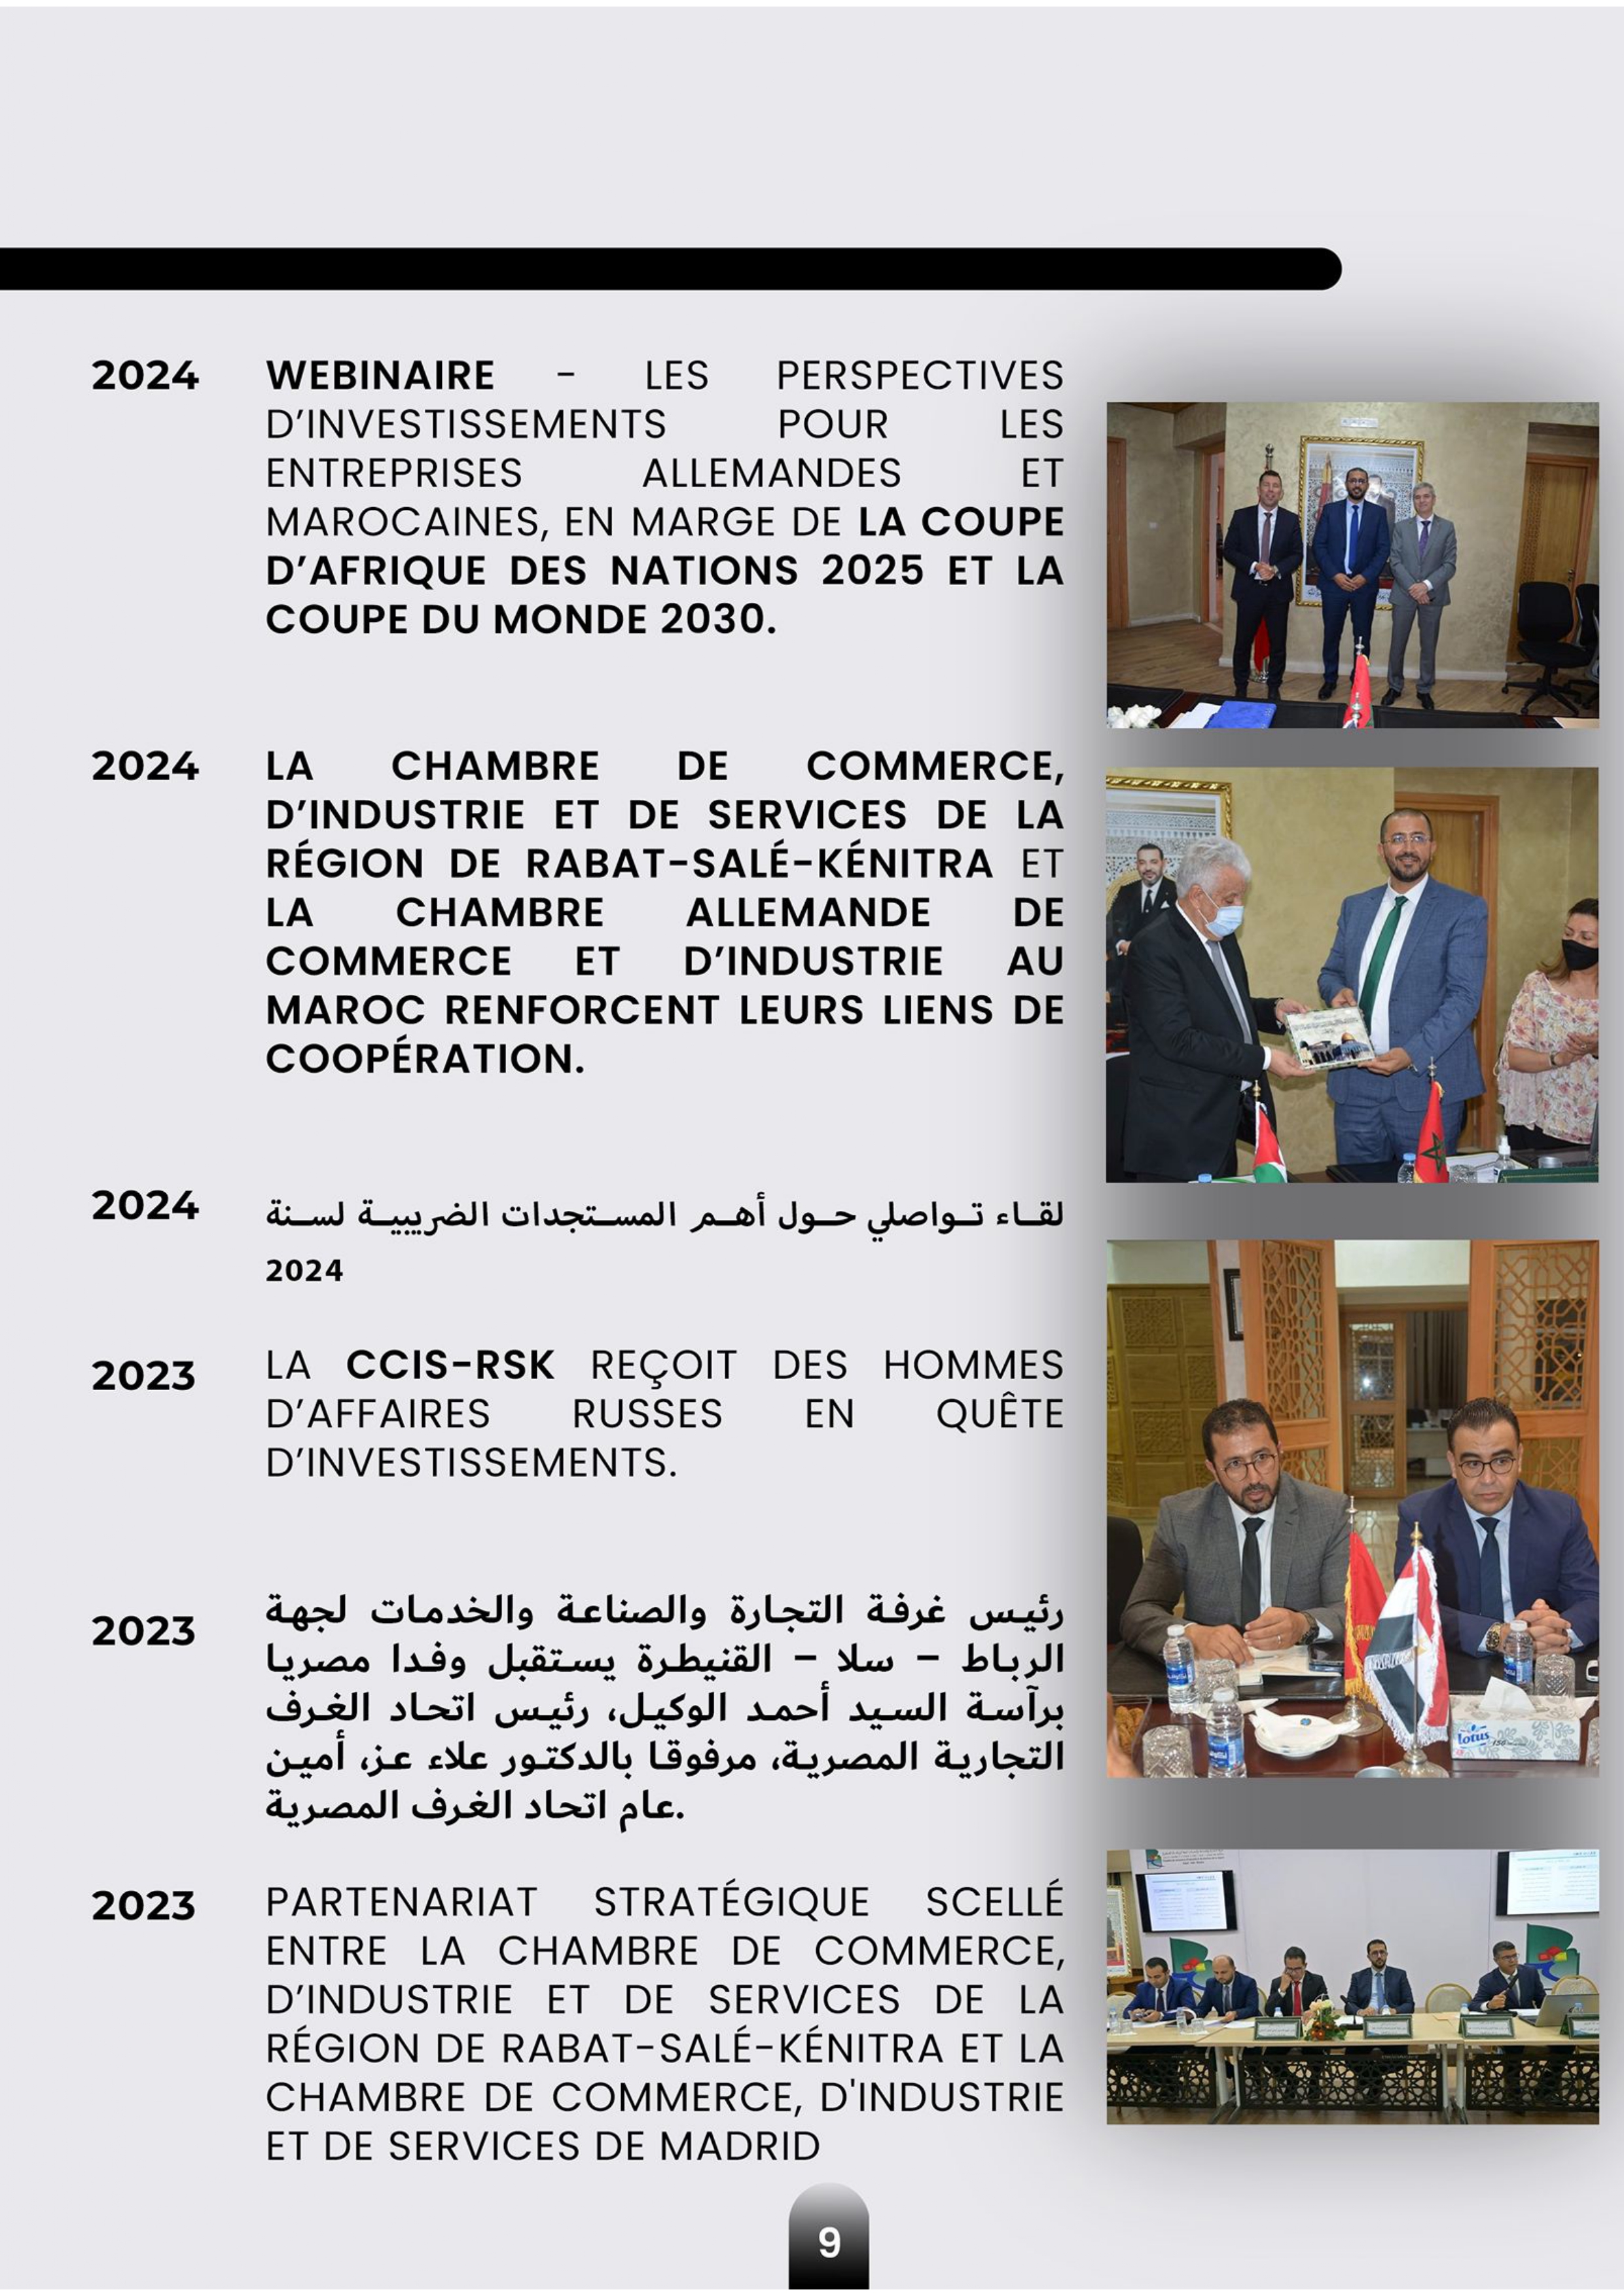 2024
WEBINAIRE - LES PERSPECTIVES
D’INVESTISSEMENTS POUR LES
ENTREPRISES ALLEMANDES ET
MAROCAINES, EN MARGE DE LA COUPE
D’AFRIQUE DES NATIONS 2025 ET LA
COUPE DU MONDE 2030.
2024
LA CHAMBRE DE COMMERCE,
D’INDUSTRIE ET DE SERVICES DE LA
RÉGION DE RABAT-SALÉ-KÉNITRA ET
LA CHAMBRE ALLEMANDE DE
COMMERCE ET D’INDUSTRIE AU
MAROC RENFORCENT LEURS LIENS DE
COOPÉRATION.
2024
لقاء تواصلي حول أهم المستجدات الضريبية لسنة
2024
2023
LA CCIS-RSK REÇOIT DES HOMMES
D’AFFAIRES RUSSES EN QUÊTE
D’INVESTISSEMENTS.
2023
رئيس غرفة التجارة والصناعة والخدمات لجهة
الرباط – سلا – القنيطرة يستقبل وفدا مصريا
برآسة السيد أحمد الوكيل، رئيس اتحاد الغرف
التجارية المصرية، مرفوقا بالدكتور علاء عز، أمين
عام اتحاد الغرف المصرية.
2023
PARTENARIAT STRATÉGIQUE SCELLÉ
ENTRE LA CHAMBRE DE COMMERCE,
D’INDUSTRIE ET DE SERVICES DE LA
RÉGION DE RABAT-SALÉ-KÉNITRA ET LA
CHAMBRE DE COMMERCE, D'INDUSTRIE
ET DE SERVICES DE MADRID
lotus
9